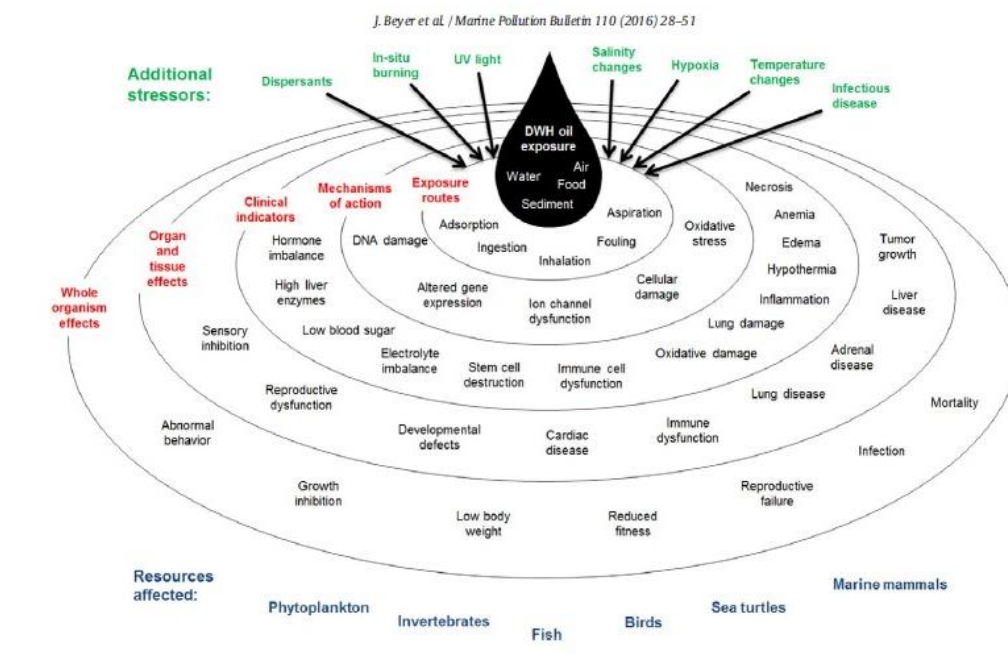 J. Beyer et al. / Marine Pollution Bulletin 110 (2016) 28–51
Additional
stressors:
Dispersants
In-situ
burning
UV light
Salinity
changes
Hypoxia
Temperature
changes
Infectious
disease
DWH oil
exposure
Water
Air
Food
Sediment
Exposure
routes
Adsorption
Ingestion
Inhalation
Fouling
Aspiration
Mechanisms
of action
DNA damage
Altered gene
expression
Ion channel
dysfunction
Cellular
damage
Oxidative
stress
Clinical
indicators
Hormone
imbalance
High liver
enzymes
Low blood sugar
Electrolyte
imbalance
Stem cell
destruction
Immune cell
dysfunction
Oxidative damage
Lung damage
Inflammation
Hypothermia
Edema
Anemia
Necrosis
Organ
and
tissue
effects
Sensory
inhibition
Reproductive
dysfunction
Developmental
defects
Cardiac
disease
Immune
dysfunction
Lung disease
Adrenal
disease
Liver
disease
Tumor
growth
Whole
organism
effects
Abnormal
behavior
Growth
inhibition
Low body
weight
Reduced
fitness
Reproductive
failure
Infection
Mortality
Resources
affected:
Phytoplankton
Invertebrates
Fish
Birds
Sea turtles
Marine mammals